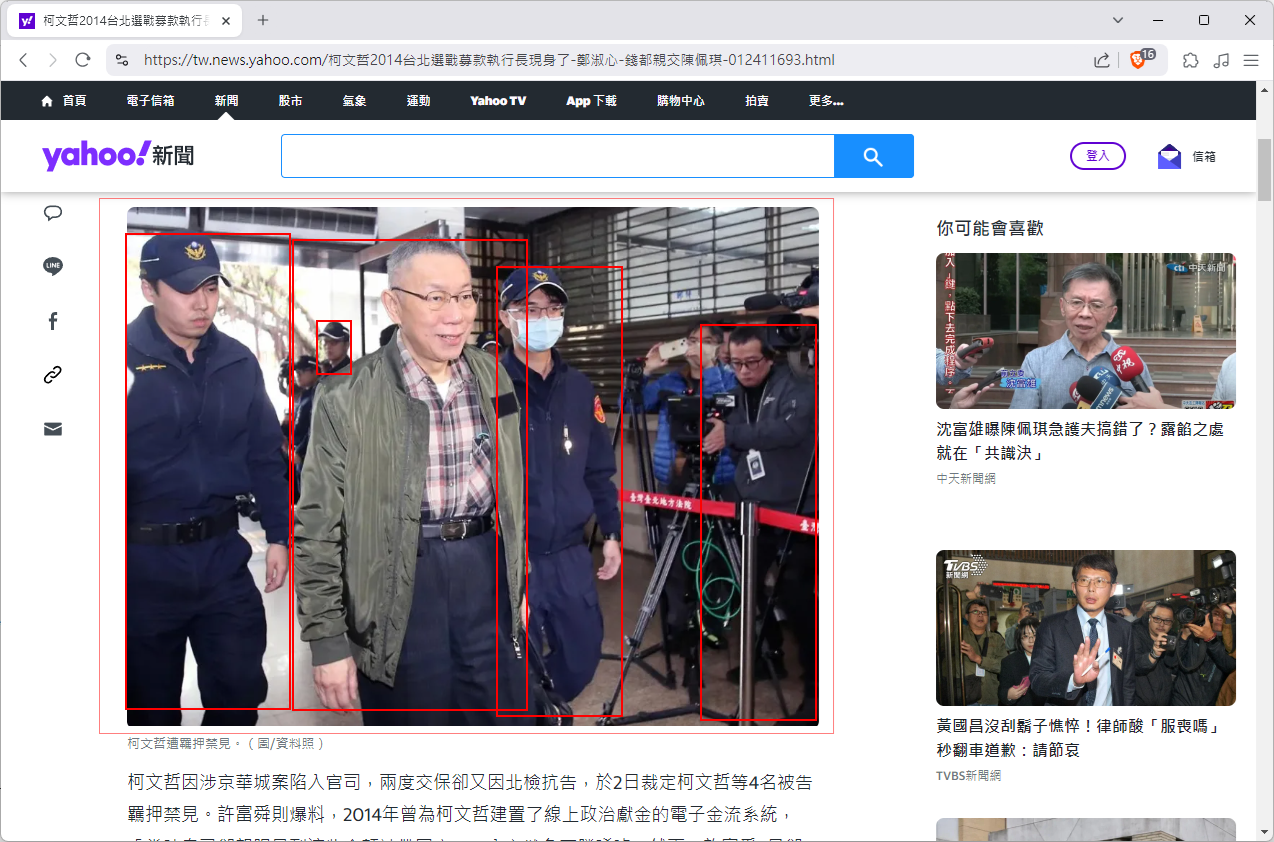 柯文哲2014台北選戰募款執行長
https://tw.news.yahoo.com/柯文哲2014台北選戰募款執行長現身了-鄭淑心-錢都親交陳佩琪-012411693.html
16
首頁 電子信箱 新聞 股市 氣象 運動 Yahoo TV App 下載 購物中心 拍賣 更多...
yahoo!新聞
登入
信箱
LINE
臺灣臺北地方法院
柯文哲遭羈押禁見。(圖/資料照)
柯文哲因涉京華城案陷入官司，兩度交保卻又因北檢抗告，於2日裁定柯文哲等4名被告
羈押禁見。許富舜則爆料，2014年曾為柯文哲建置了線上政治獻金的電子金流系統，
你可能會喜歡
中天新聞
沈富雄
沈富雄曝陳佩琪急護夫搞錯了？露餡之處
就在「共識決」
中天新聞網
TVBS
新聞網
黃國昌沒刮鬍子憔悴！律師酸「服喪嗎」
秒翻車道歉：請節哀
TVBS新聞網